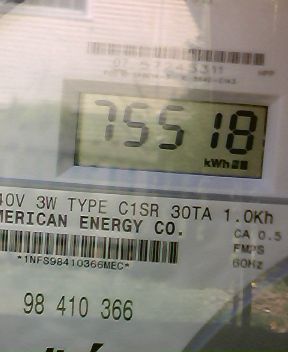 75518
kWh
40V 3W TYPE C1SR 30TA 1.0Kh
MERICAN ENERGY CO.
CA 0.5
*1NFS98410366MEC*
FMPS
60Hz
98 410 366